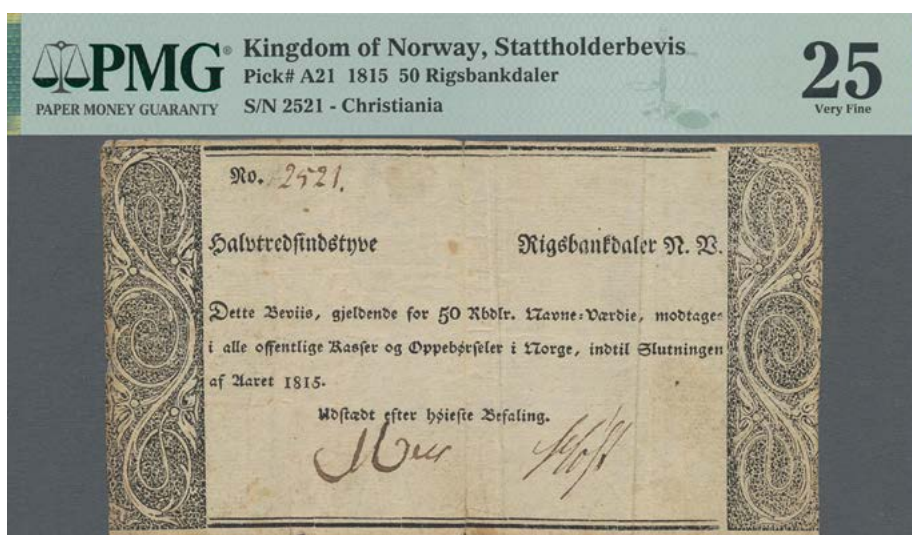 PMG®
PAPER MONEY GUARANTY
Kingdom of Norway, Stattholderbevis
Pick# A21 1815 50 Rigsbankdaler
S/N 2521 - Christiania
25
Very Fine
No. 2521.
Halvtredsindstyve Rigsbankdaler N. V.
Dette Beviis, gjeldende for 50 Rbdlr. Navne-Værdie, modtages
i alle offentlige Kasser og Oppebørseler i Norge, indtil Slutningen
af Aaret 1815.
Udstædt efter høieste Befaling.